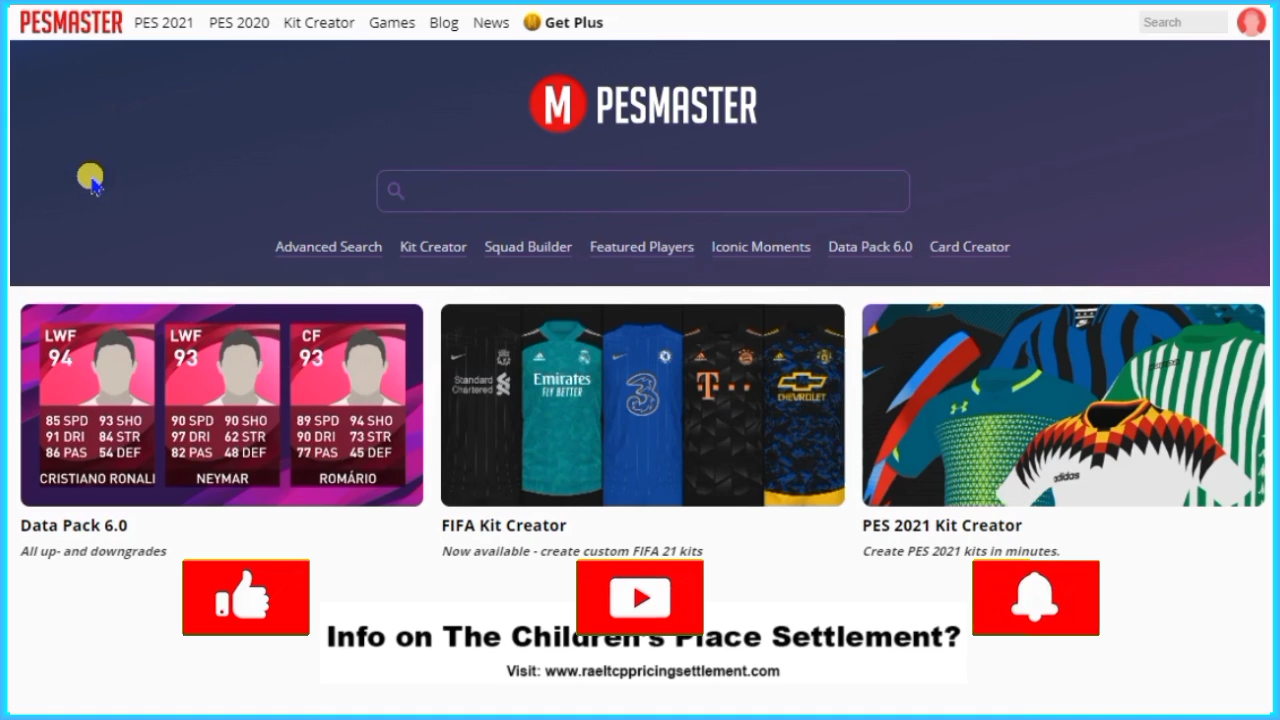 PESMASTER PES 2021 PES 2020 Kit Creator Games Blog News Get Plus Search
M PESMASTER
Advanced Search Kit Creator Squad Builder Featured Players Iconic Moments Data Pack 6.0 Card Creator
LWF LWF CF
94 93 93
85 SPD 93 SHO 90 SPD 90 SHO 89 SPD 94 SHO
91 DRI 84 STR 97 DRI 62 STR 90 DRI 73 STR
86 PAS 54 DEF 82 PAS 48 DEF 77 PAS 45 DEF
CRISTIANO RONAL NEYMAR ROMÁRIO
Standard
Chartered
Emirates
FLY BETTER
3
T
CHEVROLET
adidas
Data Pack 6.0 FIFA Kit Creator PES 2021 Kit Creator
All up- and downgrades Now available - create custom FIFA 21 kits Create PES 2021 kits in minutes.
Info on The Children's Place Settlement?
Visit: www.raeltcppricingsettlement.com